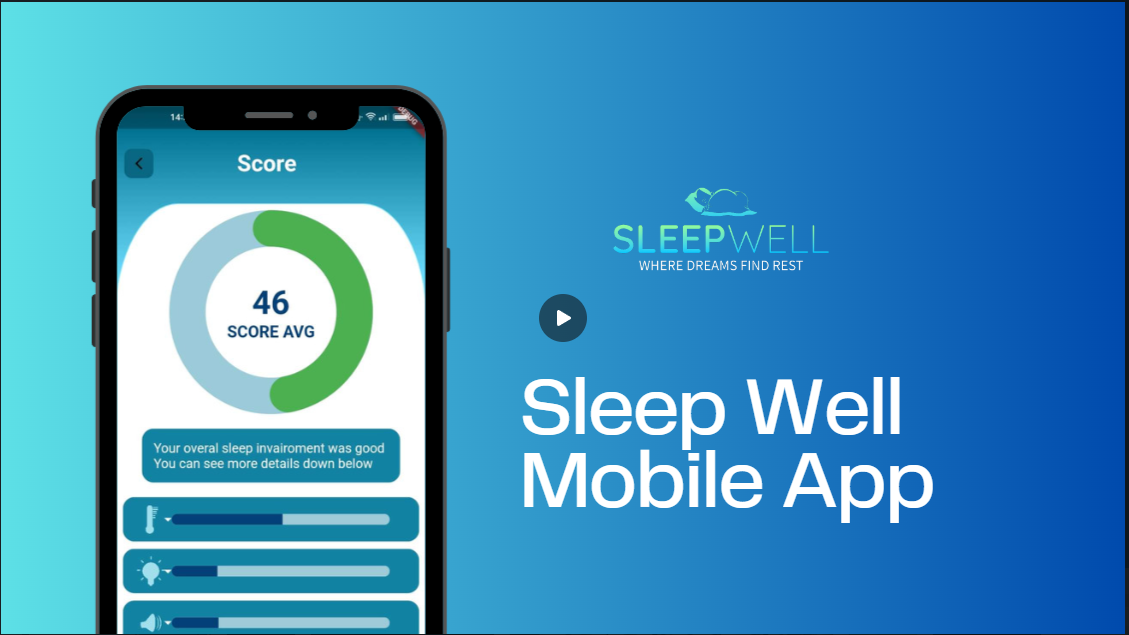 Score
46
SCORE AVG
Your overal sleep invairoment was good
You can see more details down below
SLEEPWELL
WHERE DREAMS FIND REST
Sleep Well
Mobile App